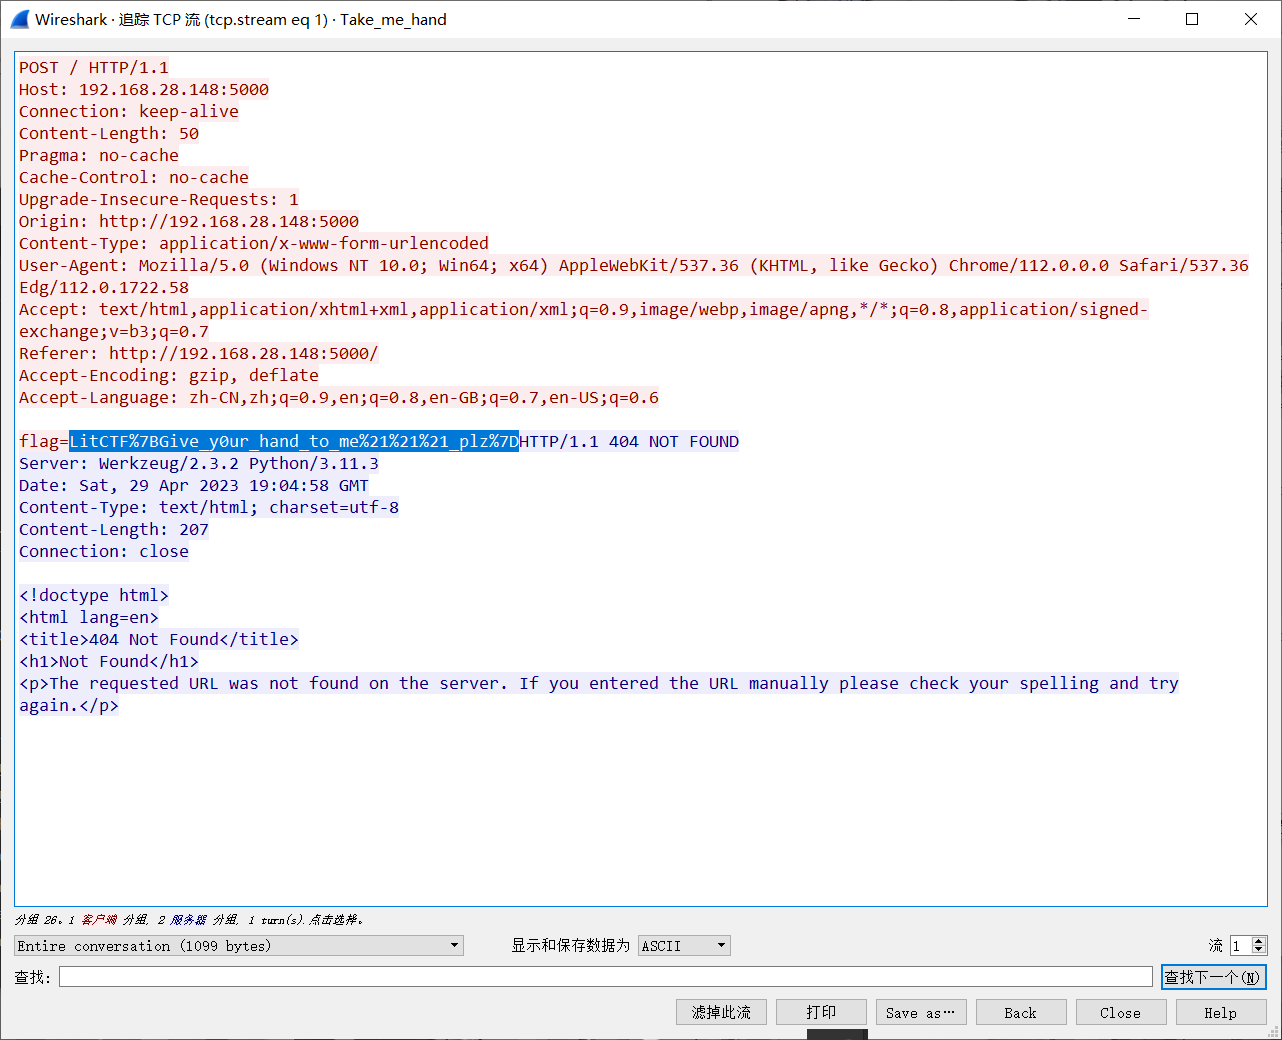 Wireshark · 追踪 TCP 流 (tcp.stream eq 1) · Take_me_hand
POST / HTTP/1.1
Host: 192.168.28.148:5000
Connection: keep-alive
Content-Length: 50
Pragma: no-cache
Cache-Control: no-cache
Upgrade-Insecure-Requests: 1
Origin: http://192.168.28.148:5000
Content-Type: application/x-www-form-urlencoded
User-Agent: Mozilla/5.0 (Windows NT 10.0; Win64; x64) AppleWebKit/537.36 (KHTML, like Gecko) Chrome/112.0.0.0 Safari/537.36
Edg/112.0.1722.58
Accept: text/html,application/xhtml+xml,application/xml;q=0.9,image/webp,image/apng,*/*;q=0.8,application/signed-
exchange;v=b3;q=0.7
Referer: http://192.168.28.148:5000/
Accept-Encoding: gzip, deflate
Accept-Language: zh-CN,zh;q=0.9,en;q=0.8,en-GB;q=0.7,en-US;q=0.6
flag=LitCTF%7BGive_y0ur_hand_to_me%21%21%21_plz%7DHTTP/1.1 404 NOT FOUND
Server: Werkzeug/2.3.2 Python/3.11.3
Date: Sat, 29 Apr 2023 19:04:58 GMT
Content-Type: text/html; charset=utf-8
Content-Length: 207
Connection: close
<!doctype html>
<html lang=en>
<title>404 Not Found</title>
<h1>Not Found</h1>
<p>The requested URL was not found on the server. If you entered the URL manually please check your spelling and try
again.</p>
分组 26。1 客户端 分组, 2 服务器 分组, 1 turn(s).点击选择。
Entire conversation (1099 bytes) 显示和保存数据为 ASCII 流 1
查找: 查找下一个(N)
滤掉此流 打印 Save as… Back Close Help